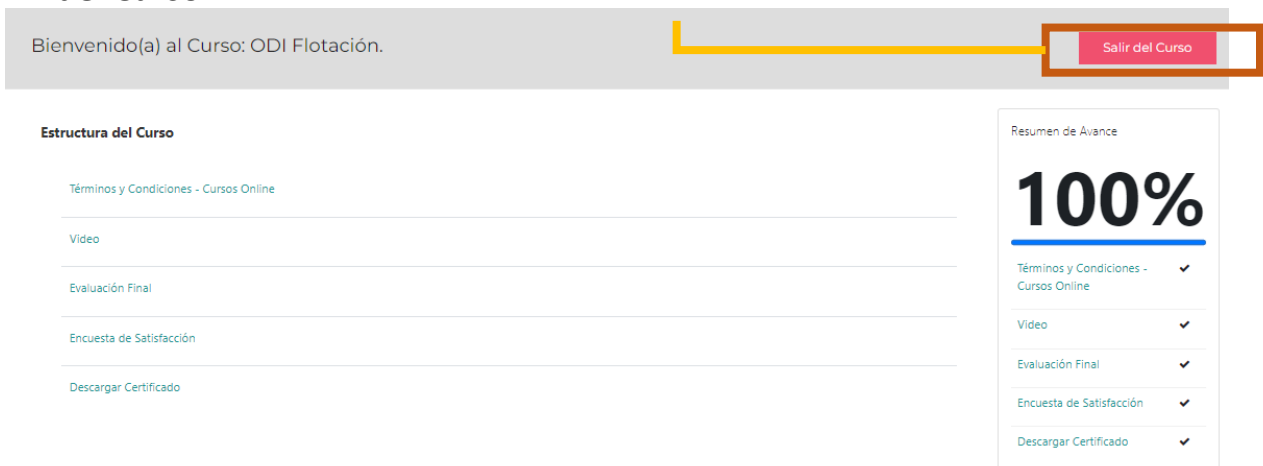 Bienvenido(a) al Curso: ODI Flotación.
Salir del Curso
Estructura del Curso
Términos y Condiciones - Cursos Online
Video
Evaluación Final
Encuesta de Satisfacción
Descargar Certificado
Resumen de Avance
100%
Términos y Condiciones -
Cursos Online
Video
Evaluación Final
Encuesta de Satisfacción
Descargar Certificado